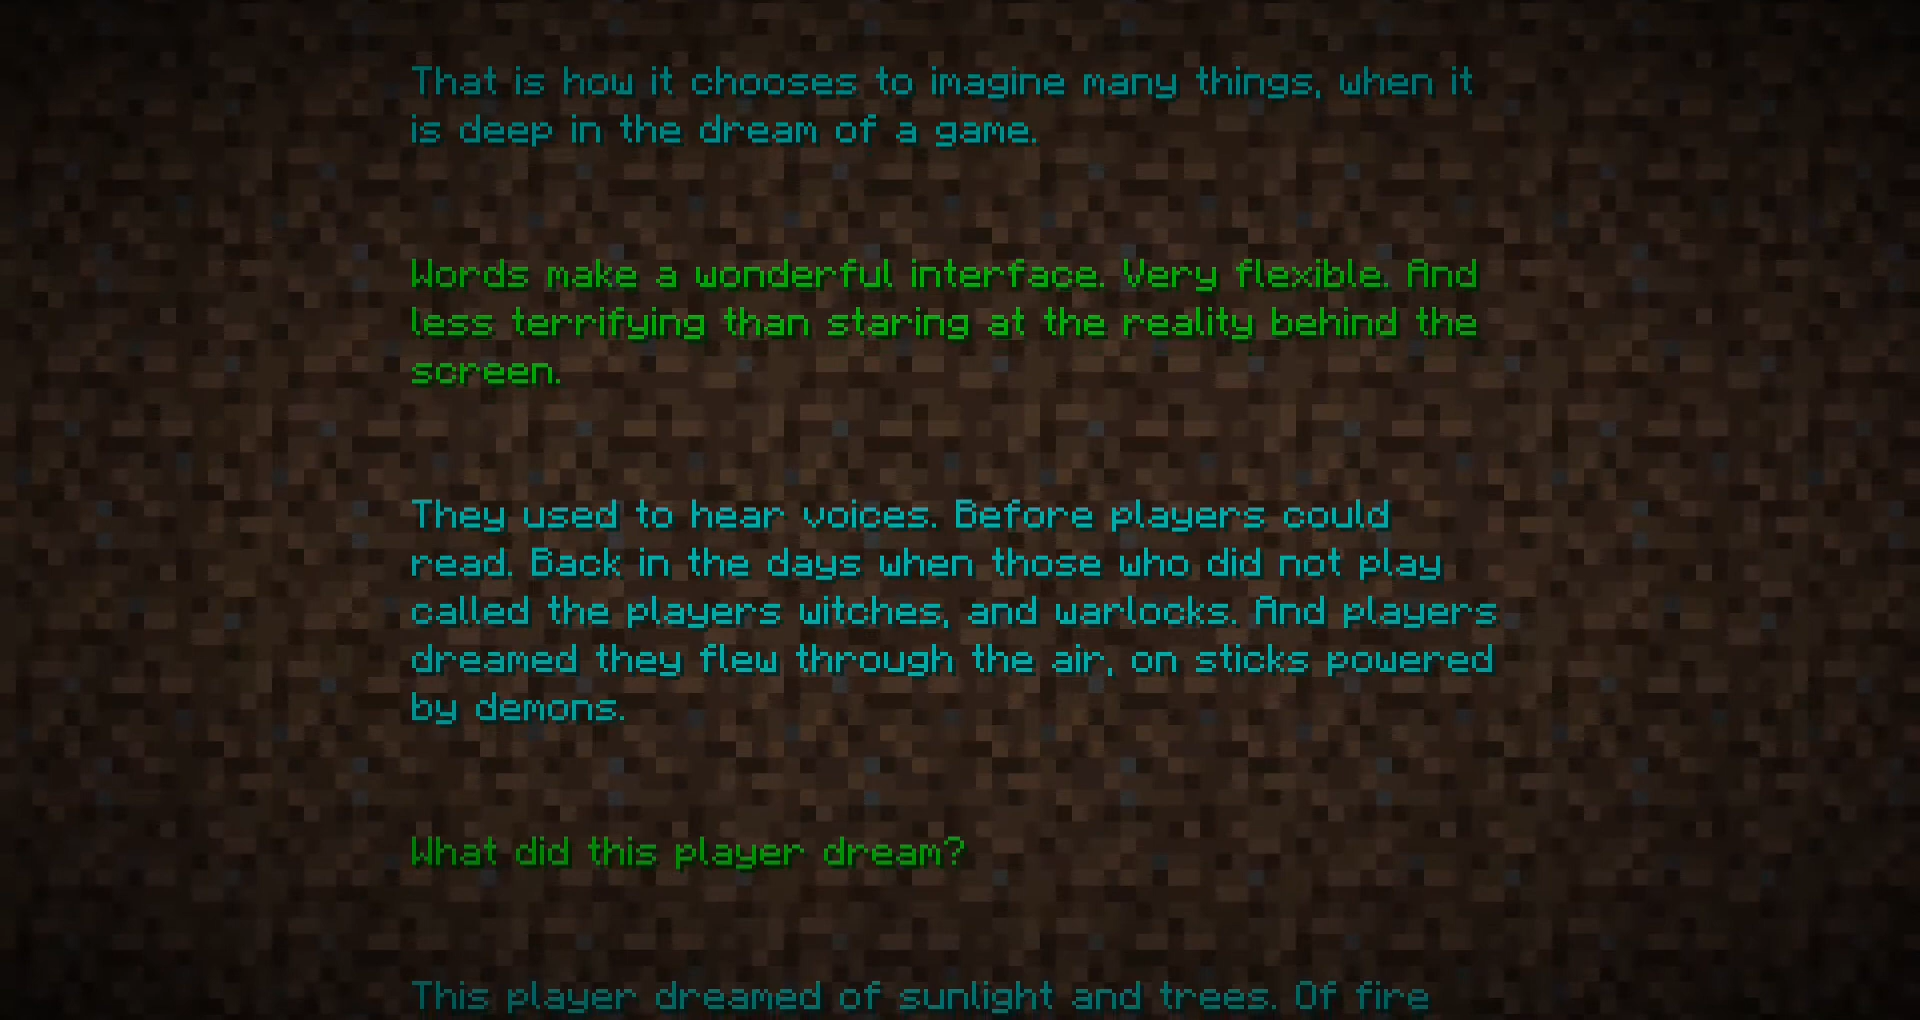 That is how it chooses to imagine many things, when it
is deep in the dream of a game.
Words make a wonderful interface. Very flexible. And
less terrifying than staring at the reality behind the
screen.
They used to hear voices. Before players could
read. Back in the days when those who did not play
called the players witches, and warlocks. And players
dreamed they flew through the air, on sticks powered
by demons.
What did this player dream?
This player dreamed of sunlight and trees. Of fire